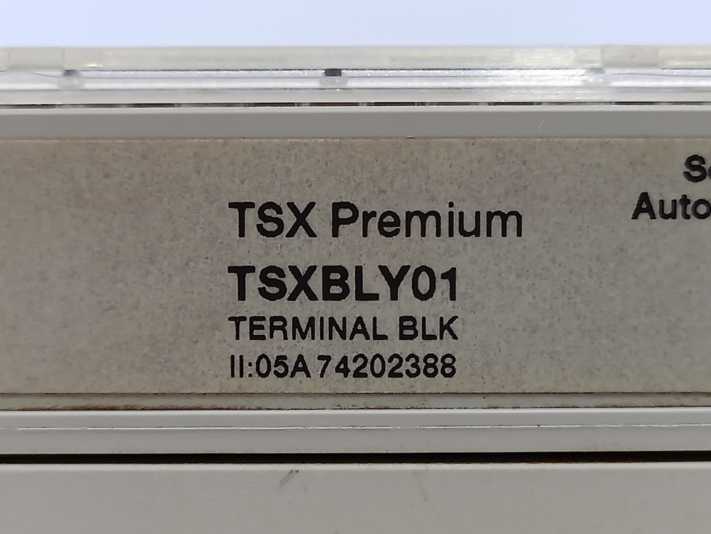 TSX Premium
TSXBLY01
TERMINAL BLK
II:05A 74202388